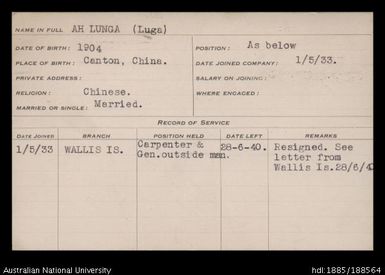 NAME IN FULL AH LUNGA (Luga)
DATE OF BIRTH: 1904
POSITION: As below
PLACE OF BIRTH: Canton, China.
DATE JOINED COMPANY: 1/5/33.
PRIVATE ADDRESS:
SALARY ON JOINING:
RELIGION: Chinese.
WHERE ENGAGED:
MARRIED OR SINGLE: Married.
RECORD OF SERVICE
DATE JOINED BRANCH POSITION HELD DATE LEFT REMARKS
1/5/33 WALLIS IS. Carpenter & 28-6-40. Resigned. See
Gen.outside man. letter from
Wallis Is.28/6/40
Australian National University
hdl:1885/188564